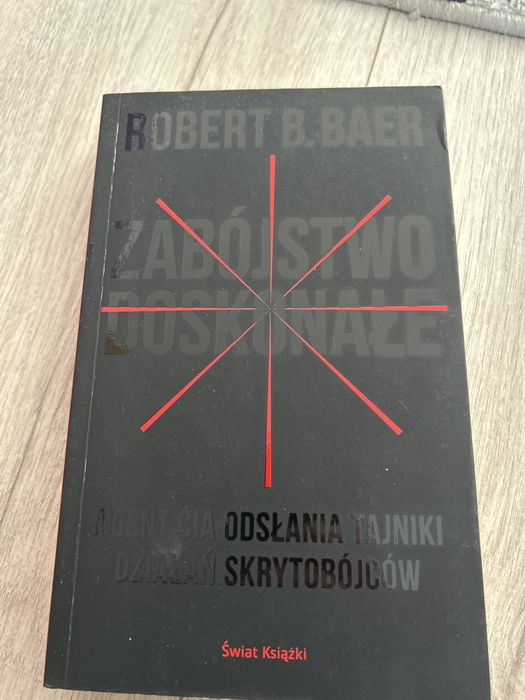 ROBERT B. BAER
ZABÓJSTWO
DOSKONAŁE
AGENT CIA ODSŁANIA TAJNIKI
DZIAŁAŃ SKRYTOBÓJCÓW
Świat Książki